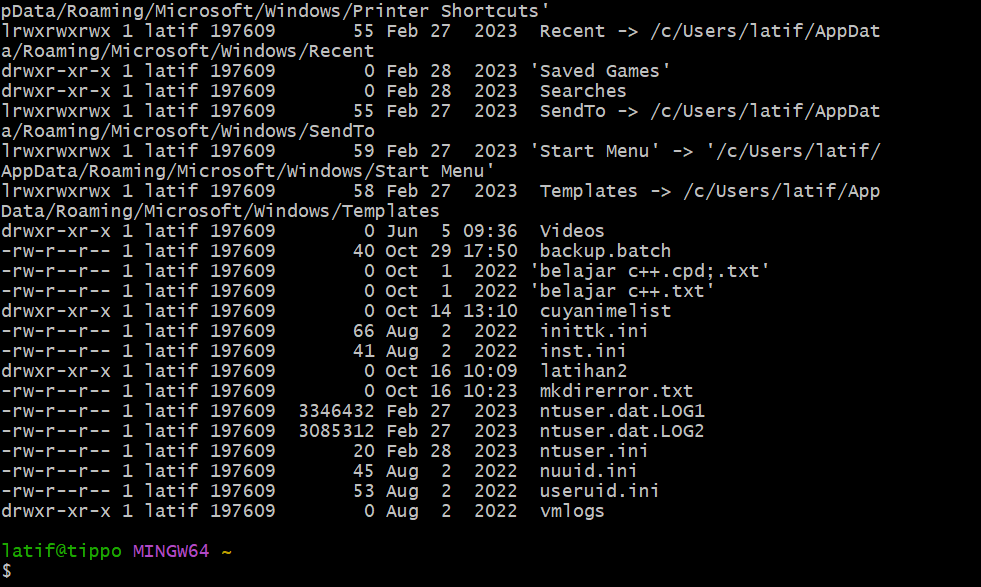 pData/Roaming/Microsoft/Windows/Printer Shortcuts'
lrwxrwxrwx 1 latif 197609      55 Feb 27  2023  Recent -> /c/Users/latif/AppDat
a/Roaming/Microsoft/Windows/Recent
drwxr-xr-x 1 latif 197609       0 Feb 28  2023 'Saved Games'
drwxr-xr-x 1 latif 197609       0 Feb 28  2023  Searches
lrwxrwxrwx 1 latif 197609      55 Feb 27  2023  SendTo -> /c/Users/latif/AppDat
a/Roaming/Microsoft/Windows/SendTo
lrwxrwxrwx 1 latif 197609      59 Feb 27  2023 'Start Menu' -> '/c/Users/latif/
AppData/Roaming/Microsoft/Windows/Start Menu'
lrwxrwxrwx 1 latif 197609      58 Feb 27  2023  Templates -> /c/Users/latif/App
Data/Roaming/Microsoft/Windows/Templates
drwxr-xr-x 1 latif 197609       0 Jun  5 09:36  Videos
-rw-r--r-- 1 latif 197609      40 Oct 29 17:50  backup.batch
-rw-r--r-- 1 latif 197609       0 Oct  1  2022 'belajar c++.cpd;.txt'
-rw-r--r-- 1 latif 197609       0 Oct  1  2022 'belajar c++.txt'
drwxr-xr-x 1 latif 197609       0 Oct 14 13:10  cuyanimelist
-rw-r--r-- 1 latif 197609      66 Aug  2  2022  inittk.ini
-rw-r--r-- 1 latif 197609      41 Aug  2  2022  inst.ini
drwxr-xr-x 1 latif 197609       0 Oct 16 10:09  latihan2
-rw-r--r-- 1 latif 197609       0 Oct 16 10:23  mkdirerror.txt
-rw-r--r-- 1 latif 197609 3346432 Feb 27  2023  ntuser.dat.LOG1
-rw-r--r-- 1 latif 197609 3085312 Feb 27  2023  ntuser.dat.LOG2
-rw-r--r-- 1 latif 197609      20 Feb 28  2023  ntuser.ini
-rw-r--r-- 1 latif 197609      45 Aug  2  2022  nuuid.ini
-rw-r--r-- 1 latif 197609      53 Aug  2  2022  useruid.ini
drwxr-xr-x 1 latif 197609       0 Aug  2  2022  vmlogs
latif@tippo MINGW64 ~
$